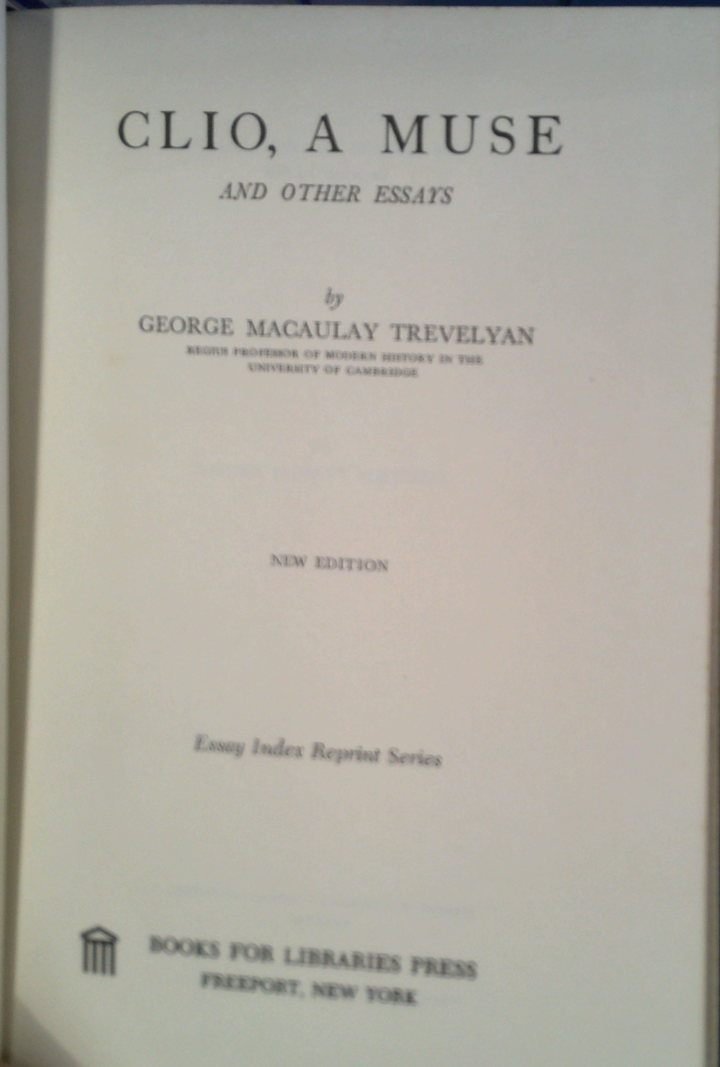 CLIO, A MUSE
AND OTHER ESSAYS
by
GEORGE MACAULAY TREVELYAN
REGIUS PROFESSOR OF MODERN HISTORY IN THE
UNIVERSITY OF CAMBRIDGE
NEW EDITION
Essay Index Reprint Series
BOOKS FOR LIBRARIES PRESS
FREEPORT, NEW YORK